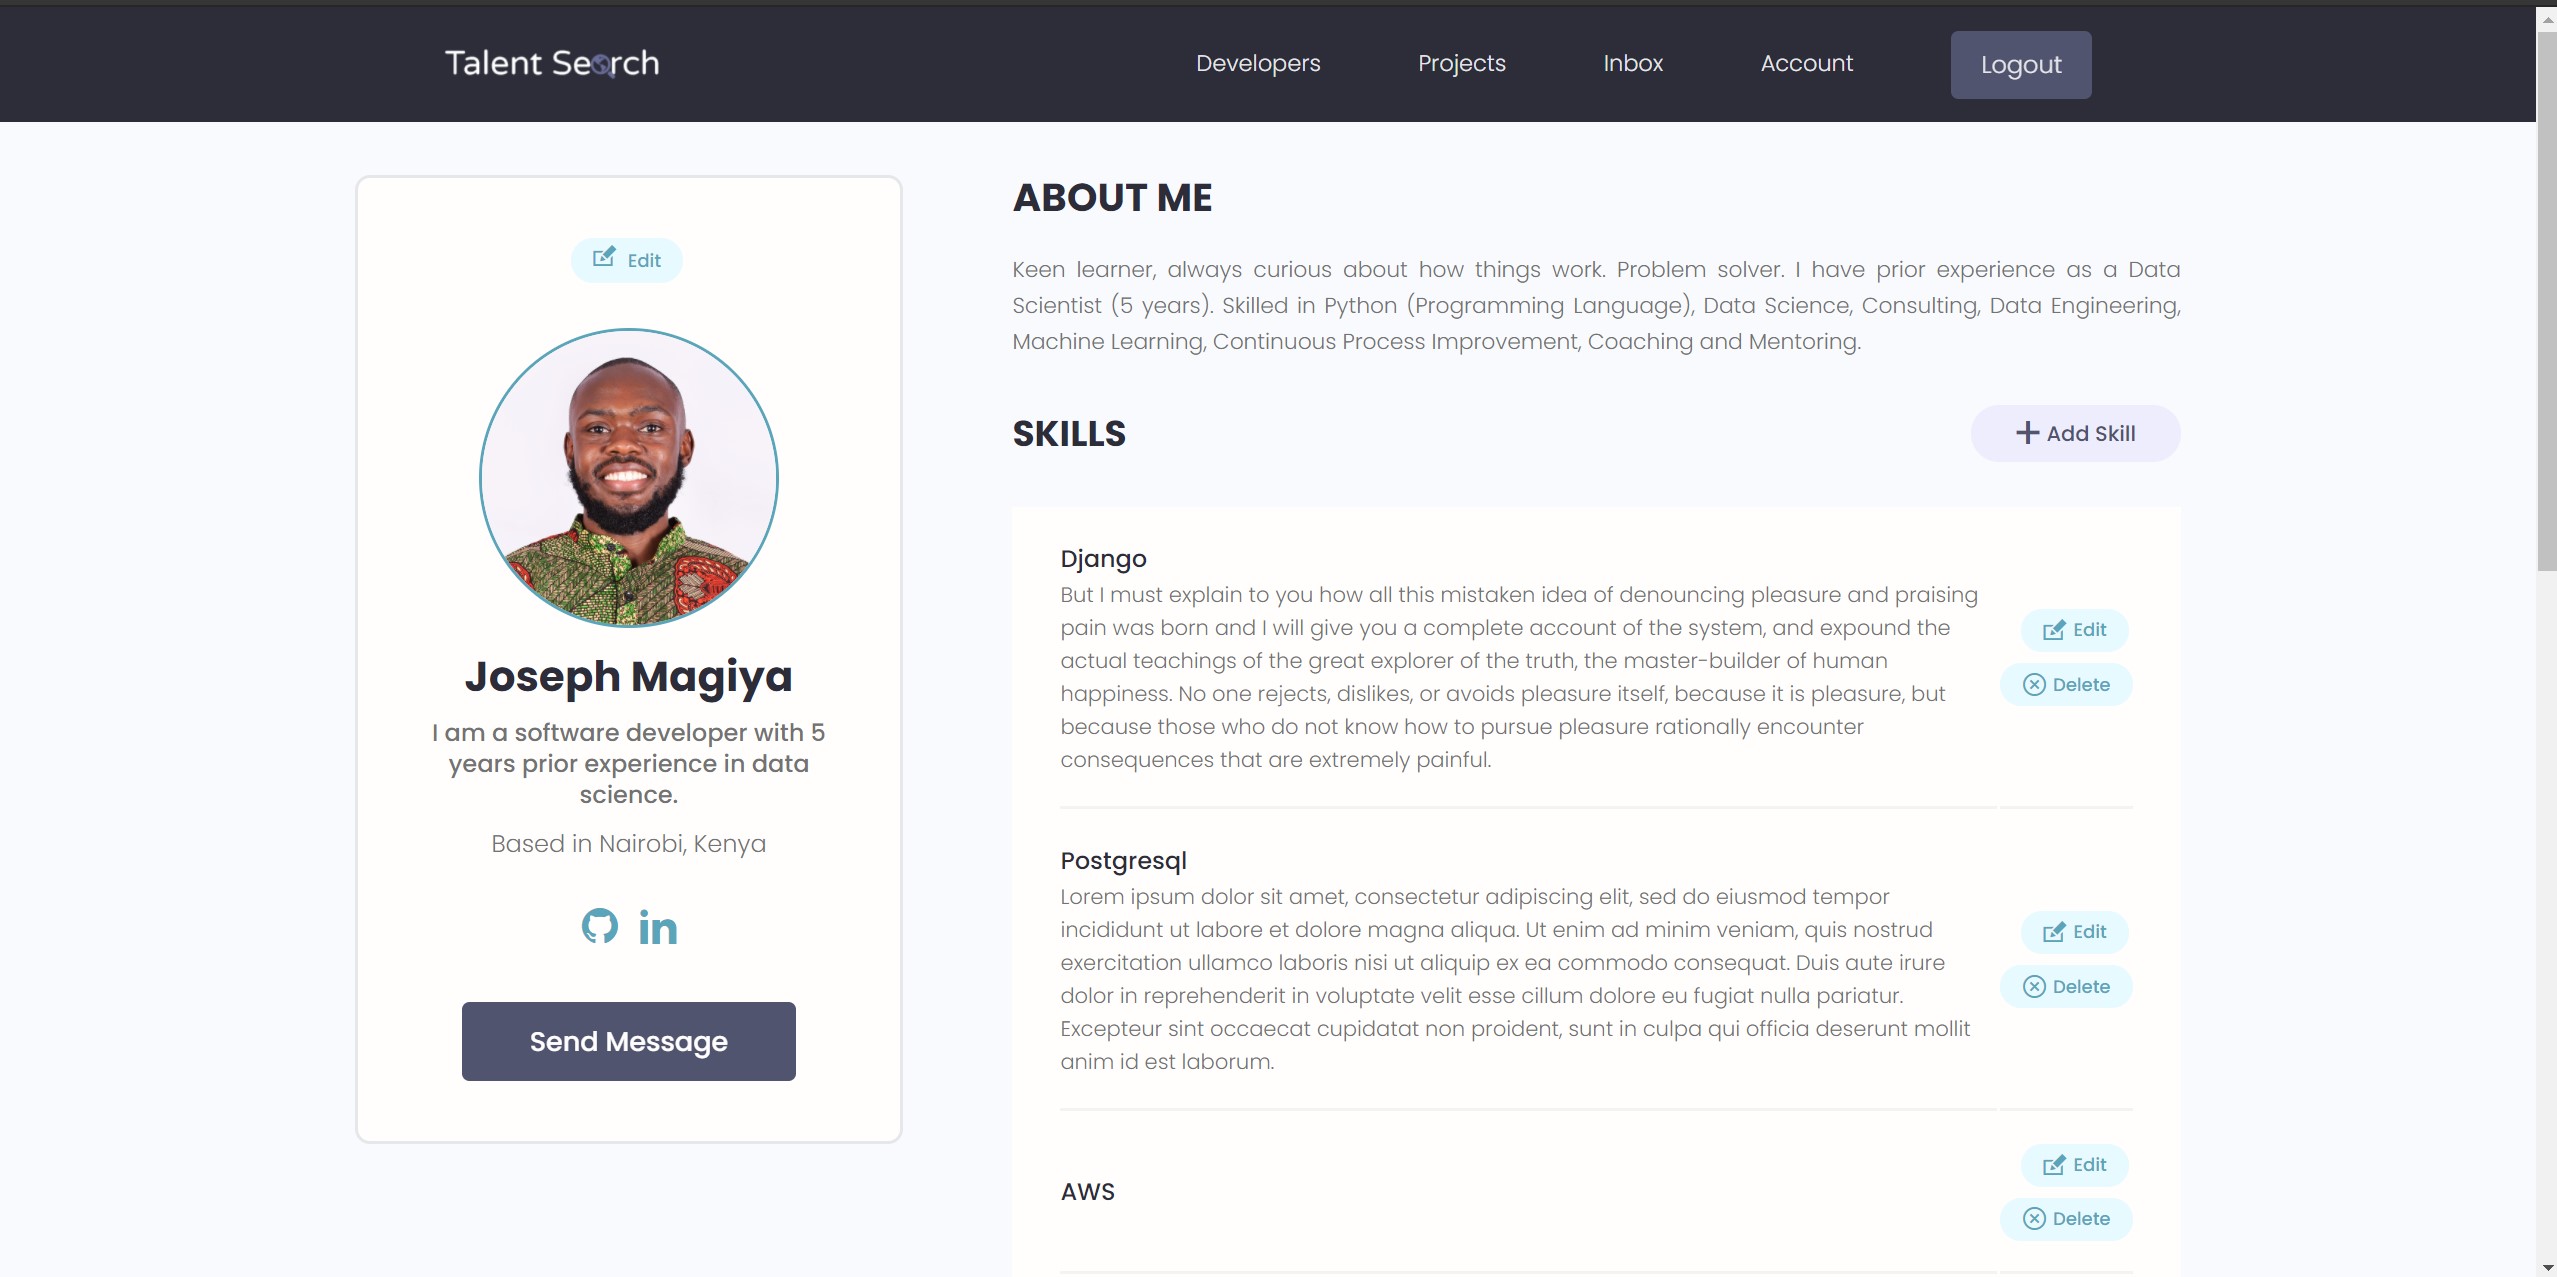 Talent Search
Developers
Projects
Inbox
Account
Logout
Edit
Joseph Magiya
I am a software developer with 5
years prior experience in data
science.
Based in Nairobi, Kenya
in
Send Message
ABOUT ME
Keen learner, always curious about how things work. Problem solver. I have prior experience as a Data
Scientist (5 years). Skilled in Python (Programming Language), Data Science, Consulting, Data Engineering,
Machine Learning, Continuous Process Improvement, Coaching and Mentoring.
SKILLS
Add Skill
Django
But I must explain to you how all this mistaken idea of denouncing pleasure and praising
pain was born and I will give you a complete account of the system, and expound the
actual teachings of the great explorer of the truth, the master-builder of human
happiness. No one rejects, dislikes, or avoids pleasure itself, because it is pleasure, but
because those who do not know how to pursue pleasure rationally encounter
consequences that are extremely painful.
Edit
Delete
Postgresql
Lorem ipsum dolor sit amet, consectetur adipiscing elit, sed do eiusmod tempor
incididunt ut labore et dolore magna aliqua. Ut enim ad minim veniam, quis nostrud
exercitation ullamco laboris nisi ut aliquip ex ea commodo consequat. Duis aute irure
dolor in reprehenderit in voluptate velit esse cillum dolore eu fugiat nulla pariatur.
Excepteur sint occaecat cupidatat non proident, sunt in culpa qui officia deserunt mollit
anim id est laborum.
Edit
Delete
AWS
Edit
Delete